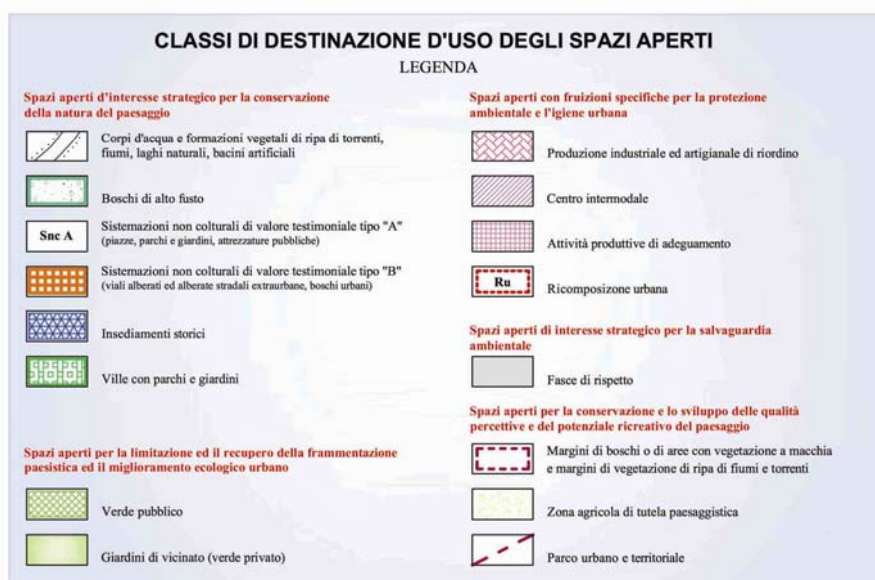 CLASSI DI DESTINAZIONE D'USO DEGLI SPAZI APERTI
LEGENDA
Spazi aperti d'interesse strategico per la conservazione
della natura del paesaggio
Corpi d'acqua e formazioni vegetali di ripa di torrenti,
fiumi, laghi naturali, bacini artificiali
Boschi di alto fusto
Snc A
Sistemazioni non colturali di valore testimoniale tipo "A"
(piazze, parchi e giardini, attrezzature pubbliche)
Sistemazioni non colturali di valore testimoniale tipo "B"
(viali alberati ed alberate stradali extraurbane, boschi urbani)
Insediamenti storici
Ville con parchi e giardini
Spazi aperti per la limitazione ed il recupero della frammentazione
paesistica ed il miglioramento ecologico urbano
Verde pubblico
Giardini di vicinato (verde privato)
Spazi aperti con fruizioni specifiche per la protezione
ambientale e l'igiene urbana
Produzione industriale ed artigianale di riordino
Centro intermodale
Attività produttive di adeguamento
Ru
Ricomposizone urbana
Spazi aperti di interesse strategico per la salvaguardia
ambientale
Fasce di rispetto
Spazi aperti per la conservazione e lo sviluppo delle qualità
percettive e del potenziale ricreativo del paesaggio
Margini di boschi o di aree con vegetazione a macchia
e margini di vegetazione di ripa di fiumi e torrenti
Zona agricola di tutela paesaggistica
Parco urbano e territoriale